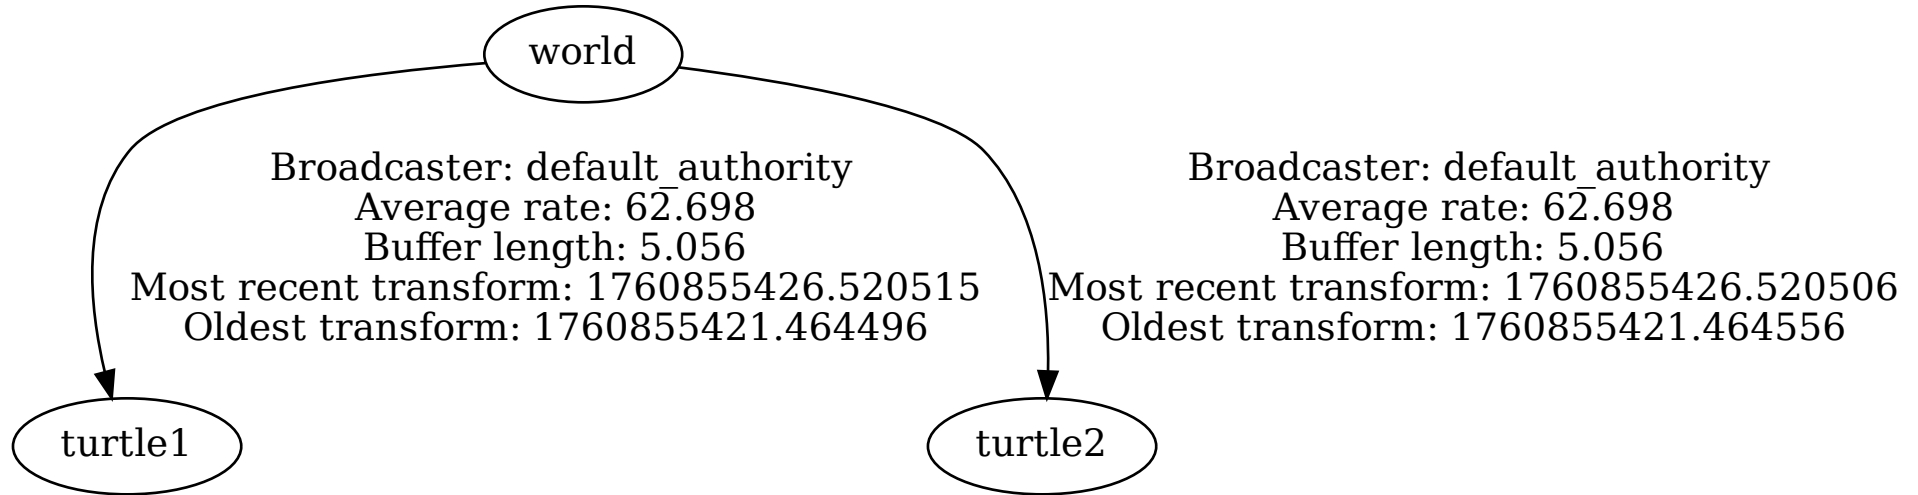 world
Broadcaster: default_authority
Average rate: 62.698
Buffer length: 5.056
Most recent transform: 1760855426.520515
Oldest transform: 1760855421.464496
Broadcaster: default_authority
Average rate: 62.698
Buffer length: 5.056
Most recent transform: 1760855426.520506
Oldest transform: 1760855421.464556
turtle1
turtle2